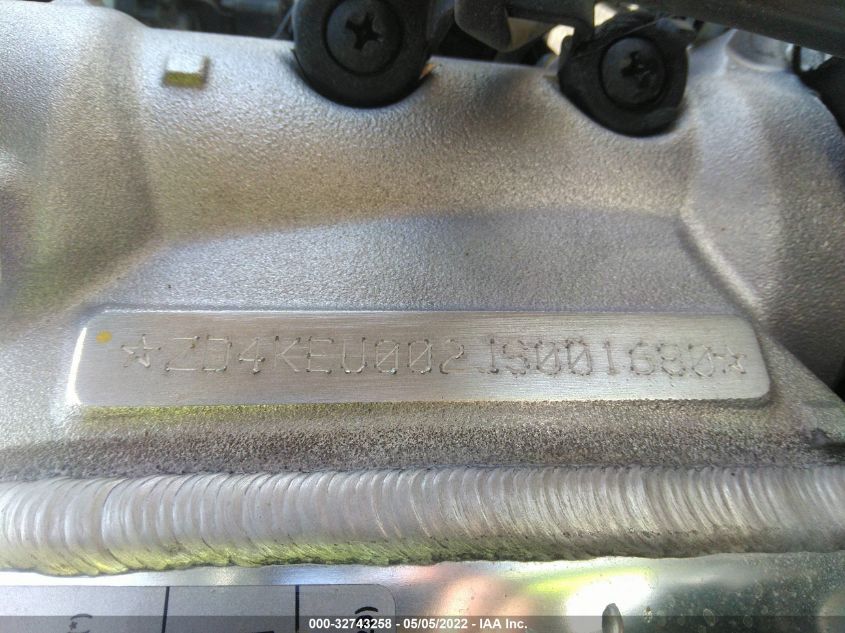 ☆ZD4KEU002JS001680☆
000-32743258 - 05/05/2022 - IAA Inc.